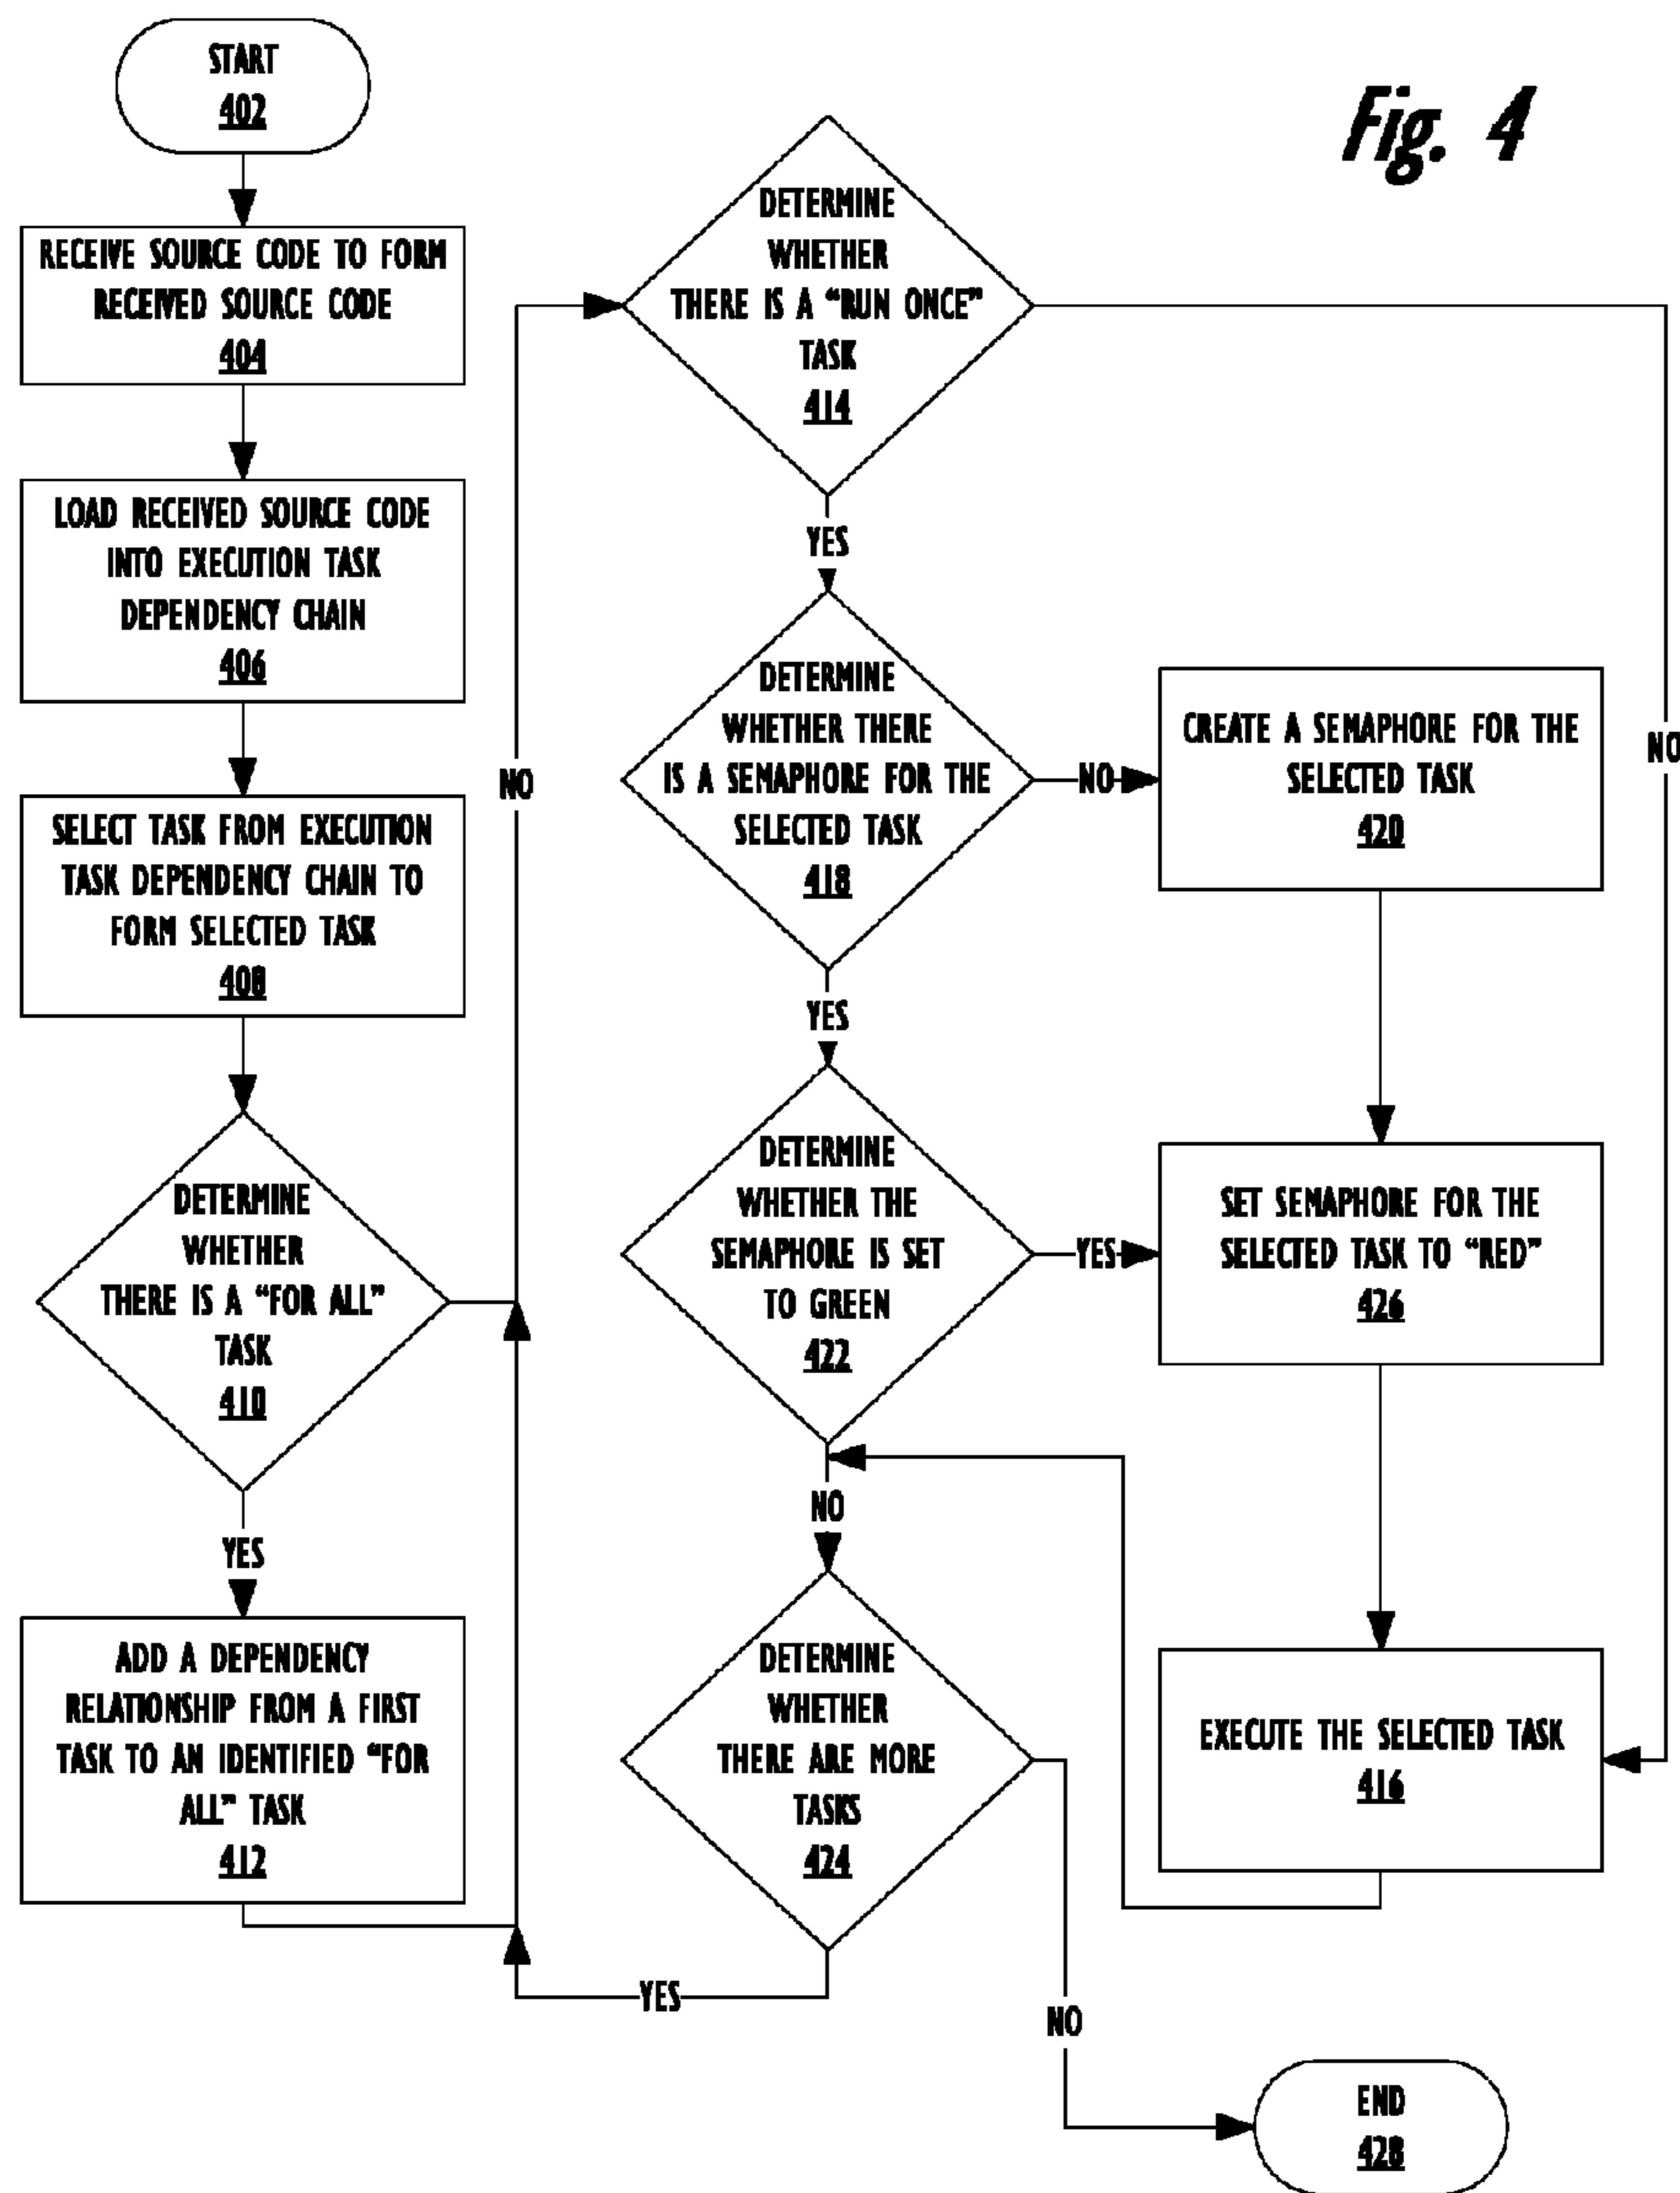 Fig. 4
START
402
RECEIVE SOURCE CODE TO FORM
RECEIVED SOURCE CODE
404
LOAD RECEIVED SOURCE CODE
INTO EXECUTION TASK
DEPENDENCY CHAIN
406
SELECT TASK FROM EXECUTION
TASK DEPENDENCY CHAIN TO
FORM SELECTED TASK
408
DETERMINE
WHETHER
THERE IS A “FOR ALL”
TASK
410
NO
YES
ADD A DEPENDENCY
RELATIONSHIP FROM A FIRST
TASK TO AN IDENTIFIED “FOR
ALL” TASK
412
DETERMINE
WHETHER
THERE IS A “RUN ONCE”
TASK
414
NO
YES
DETERMINE
WHETHER THERE
IS A SEMAPHORE FOR THE
SELECTED TASK
418
NO
CREATE A SEMAPHORE FOR THE
SELECTED TASK
420
YES
DETERMINE
WHETHER THE
SEMAPHORE IS SET
TO GREEN
422
YES
SET SEMAPHORE FOR THE
SELECTED TASK TO “RED”
426
NO
DETERMINE
WHETHER
THERE ARE MORE
TASKS
424
EXECUTE THE SELECTED TASK
416
YES
NO
END
428